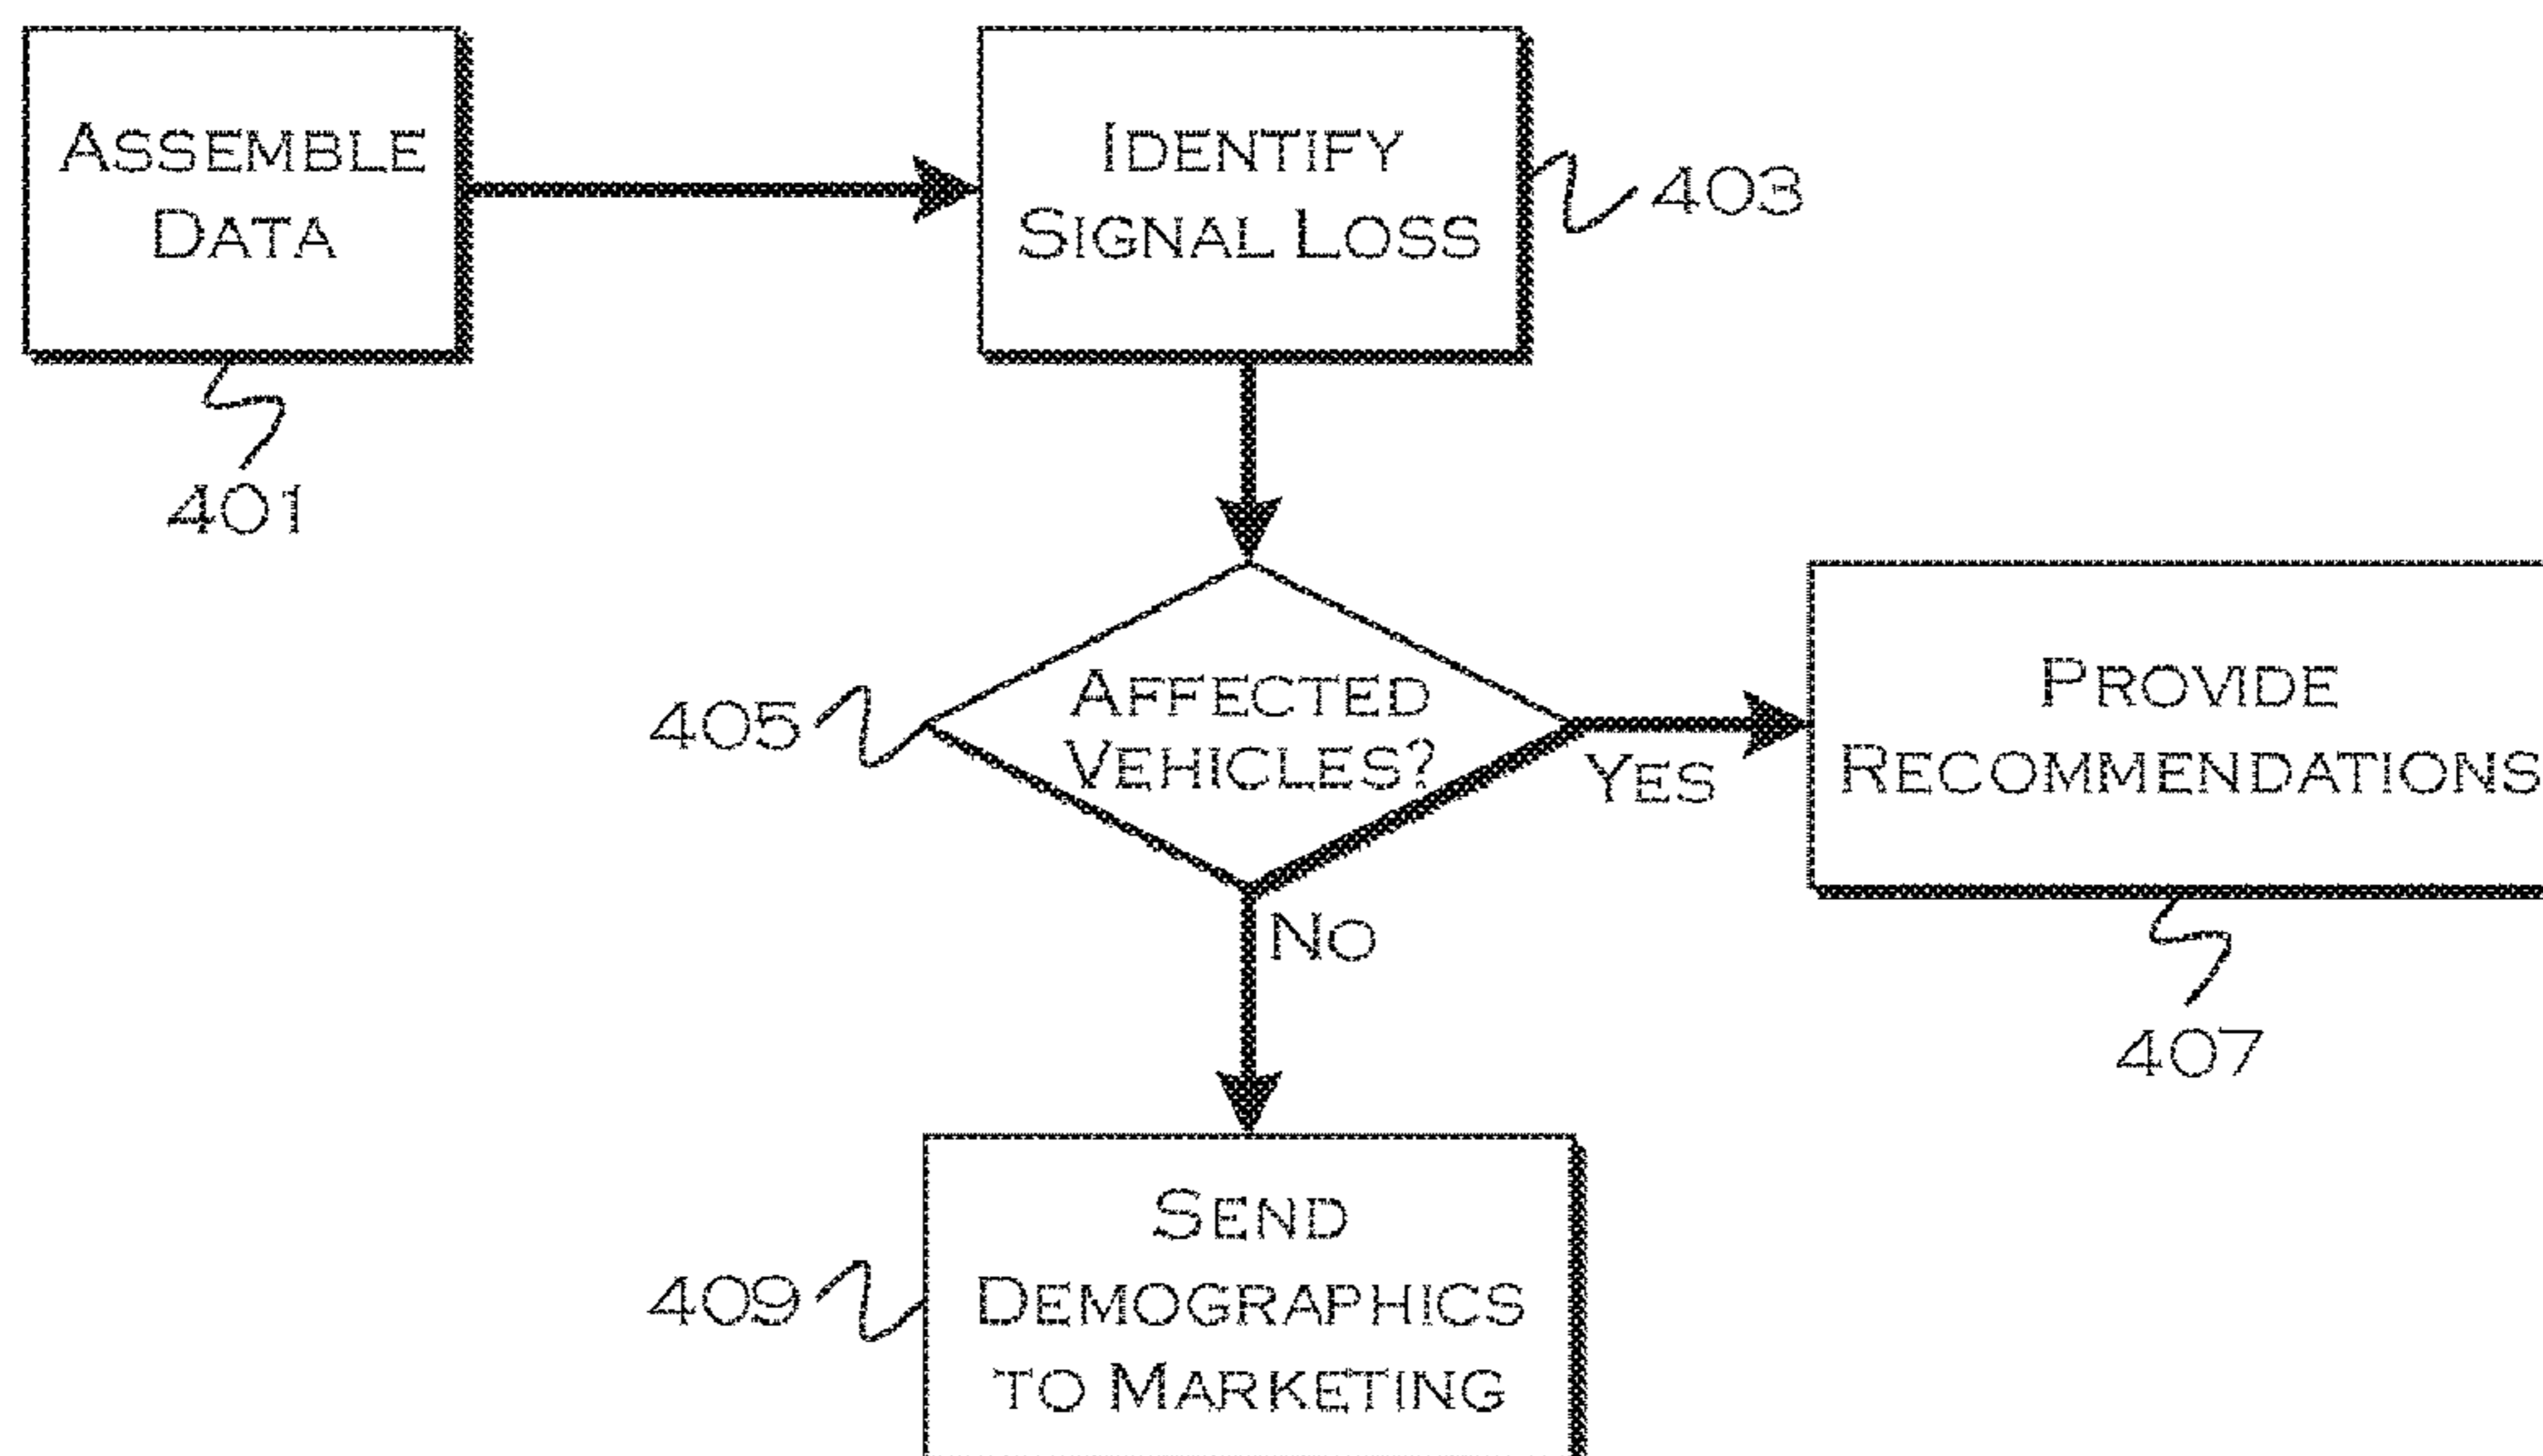 ASSEMBLE
DATA
401
IDENTIFY
SIGNAL LOSS
403
405
AFFECTED
VEHICLES?
YES
NO
PROVIDE
RECOMMENDATIONS
407
409
SEND
DEMOGRAPHICS
TO MARKETING